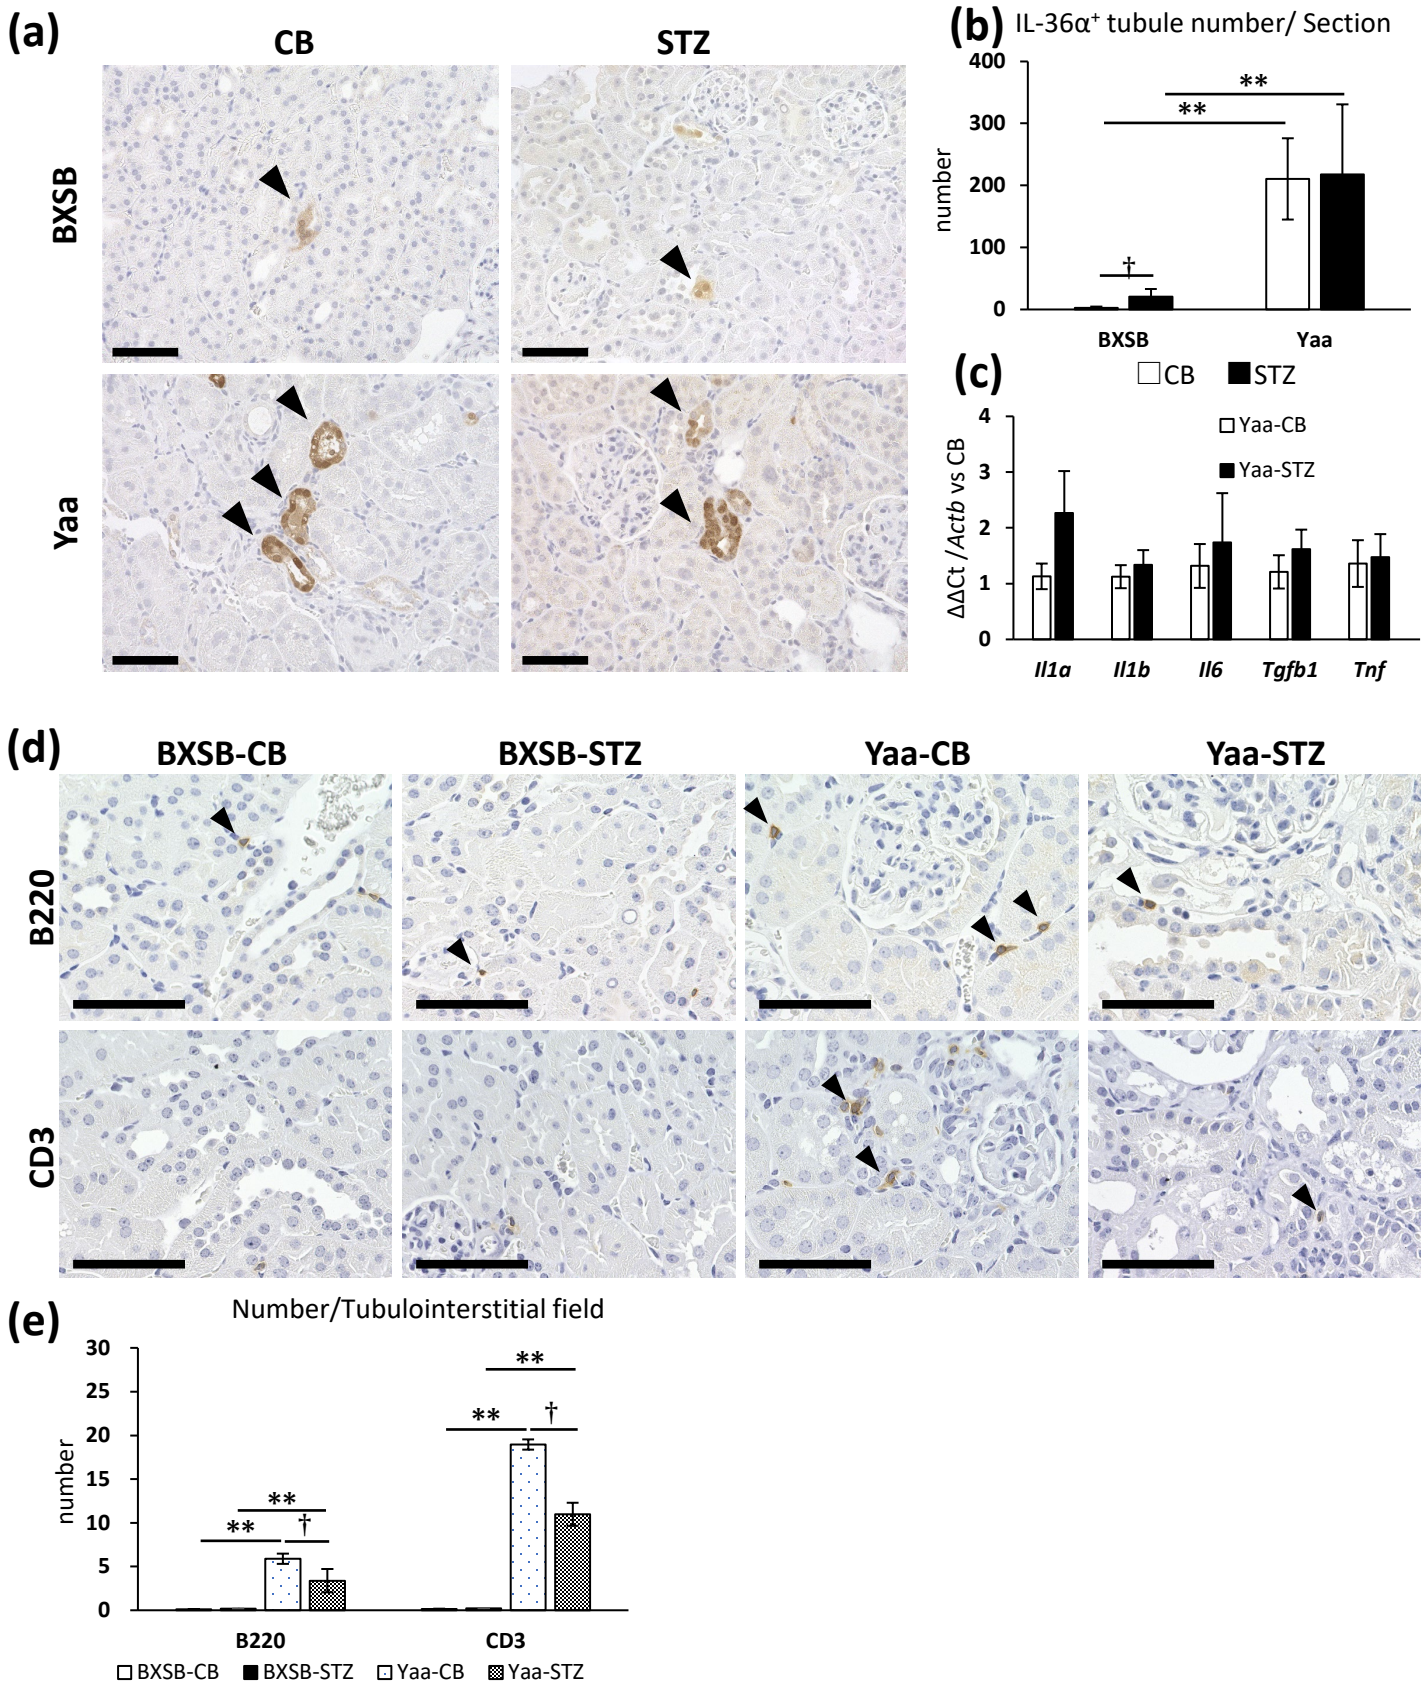 (a)
CB
STZ
BXSB
Yaa
(b) IL-36α⁺ tubule number/ Section
400
300
200
100
0
number
**
**
†
BXSB
Yaa
CB
STZ
(c)
4
3
2
1
0
ΔΔCt /Actb vs CB
Yaa-CB
Yaa-STZ
Il1a
Il1b
Il6
Tgfb1
Tnf
(d)
BXSB-CB
BXSB-STZ
Yaa-CB
Yaa-STZ
B220
CD3
(e)
Number/Tubulointerstitial field
30
25
20
15
10
5
0
number
**
**
†
**
**
†
B220
CD3
BXSB-CB
BXSB-STZ
Yaa-CB
Yaa-STZ